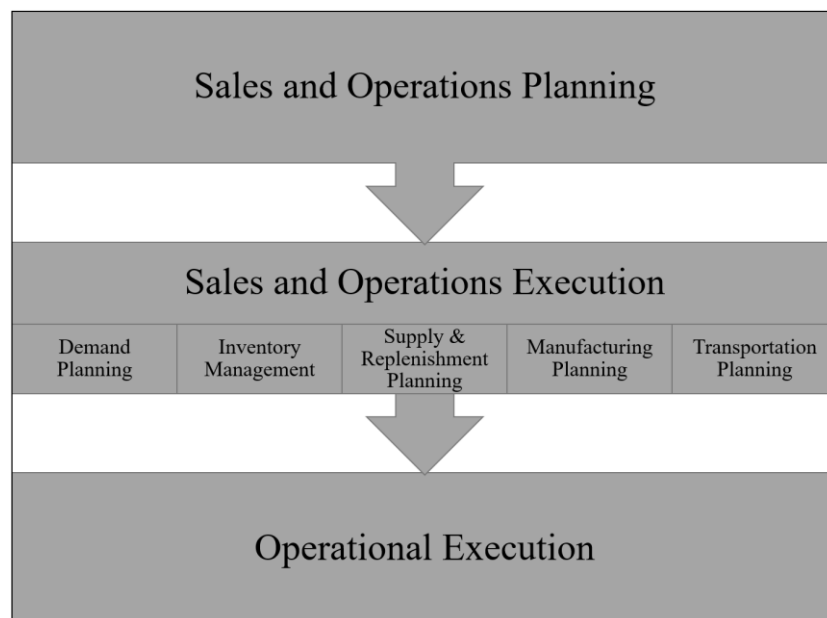 Sales and Operations Planning
Sales and Operations Execution
Demand
Planning
Inventory
Management
Supply &
Replenishment
Planning
Manufacturing
Planning
Transportation
Planning
Operational Execution